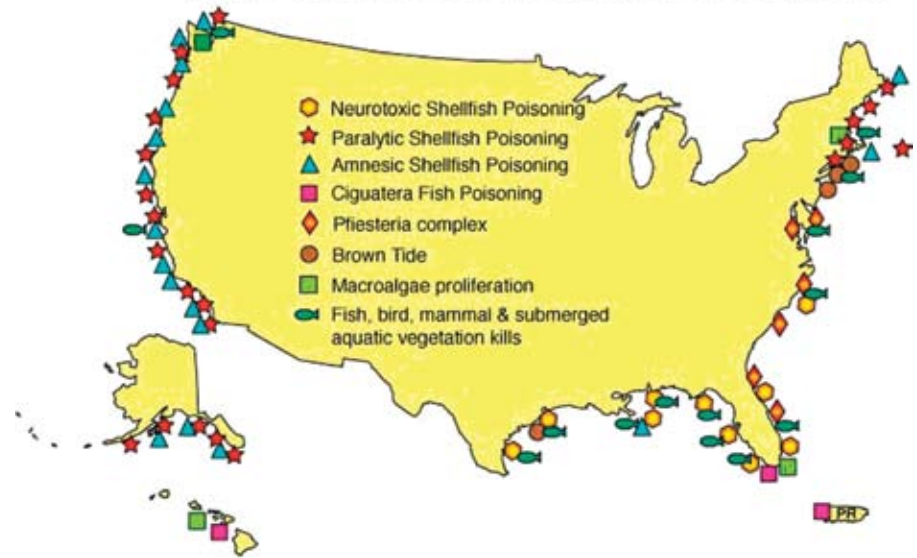 Neurotoxic Shellfish Poisoning
Paralytic Shellfish Poisoning
Amnesic Shellfish Poisoning
Ciguatera Fish Poisoning
Pfiesteria complex
Brown Tide
Macroalgae proliferation
Fish, bird, mammal & submerged
aquatic vegetation kills
PR